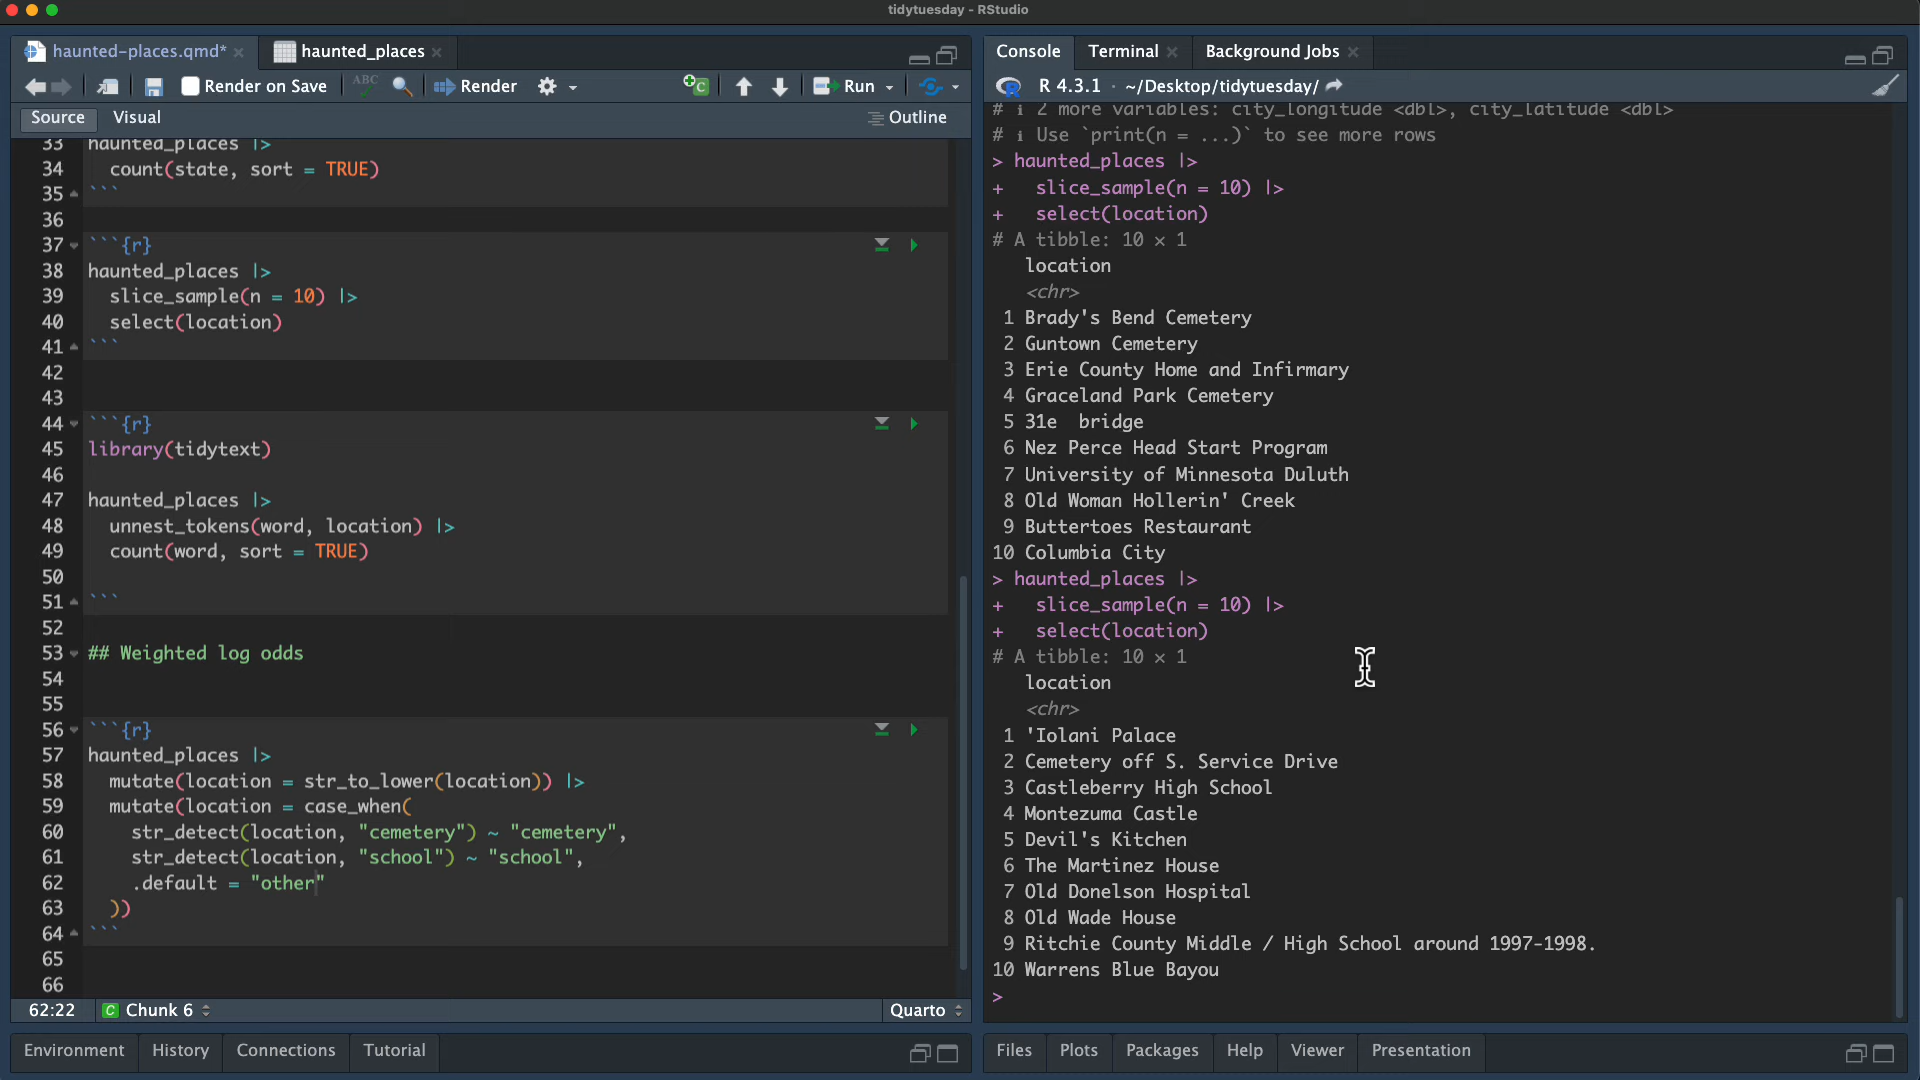 tidytuesday - RStudio
haunted-places.qmd*
haunted_places
Render on Save
ABC
Render
Run
Source
Visual
Outline
33 haunted_places |>
34 count(state, sort = TRUE)
35 ```
36
37 ```{r}
38 haunted_places |>
39 slice_sample(n = 10) |>
40 select(location)
41 ```
42
43
44 ```{r}
45 library(tidytext)
46
47 haunted_places |>
48 unnest_tokens(word, location) |>
49 count(word, sort = TRUE)
50
51 ```
52
53 ## Weighted log odds
54
55
56 ```{r}
57 haunted_places |>
58 mutate(location = str_to_lower(location)) |>
59 mutate(location = case_when(
60 str_detect(location, "cemetery") ~ "cemetery",
61 str_detect(location, "school") ~ "school",
62 .default = "other"
63 ))
64 ```
65
66
62:22
C Chunk 6
Quarto
Environment
History
Connections
Tutorial
Console
Terminal
Background Jobs
R 4.3.1 · ~/Desktop/tidytuesday/
# ℹ 2 more variables: city_longitude <dbl>, city_latitude <dbl>
# ℹ Use `print(n = ...)` to see more rows
> haunted_places |>
+ slice_sample(n = 10) |>
+ select(location)
# A tibble: 10 × 1
location
<chr>
1 Brady's Bend Cemetery
2 Guntown Cemetery
3 Erie County Home and Infirmary
4 Graceland Park Cemetery
5 31e bridge
6 Nez Perce Head Start Program
7 University of Minnesota Duluth
8 Old Woman Hollerin' Creek
9 Buttertoes Restaurant
10 Columbia City
> haunted_places |>
+ slice_sample(n = 10) |>
+ select(location)
# A tibble: 10 × 1
location
<chr>
1 'Iolani Palace
2 Cemetery off S. Service Drive
3 Castleberry High School
4 Montezuma Castle
5 Devil's Kitchen
6 The Martinez House
7 Old Donelson Hospital
8 Old Wade House
9 Ritchie County Middle / High School around 1997-1998.
10 Warrens Blue Bayou
>
Files
Plots
Packages
Help
Viewer
Presentation